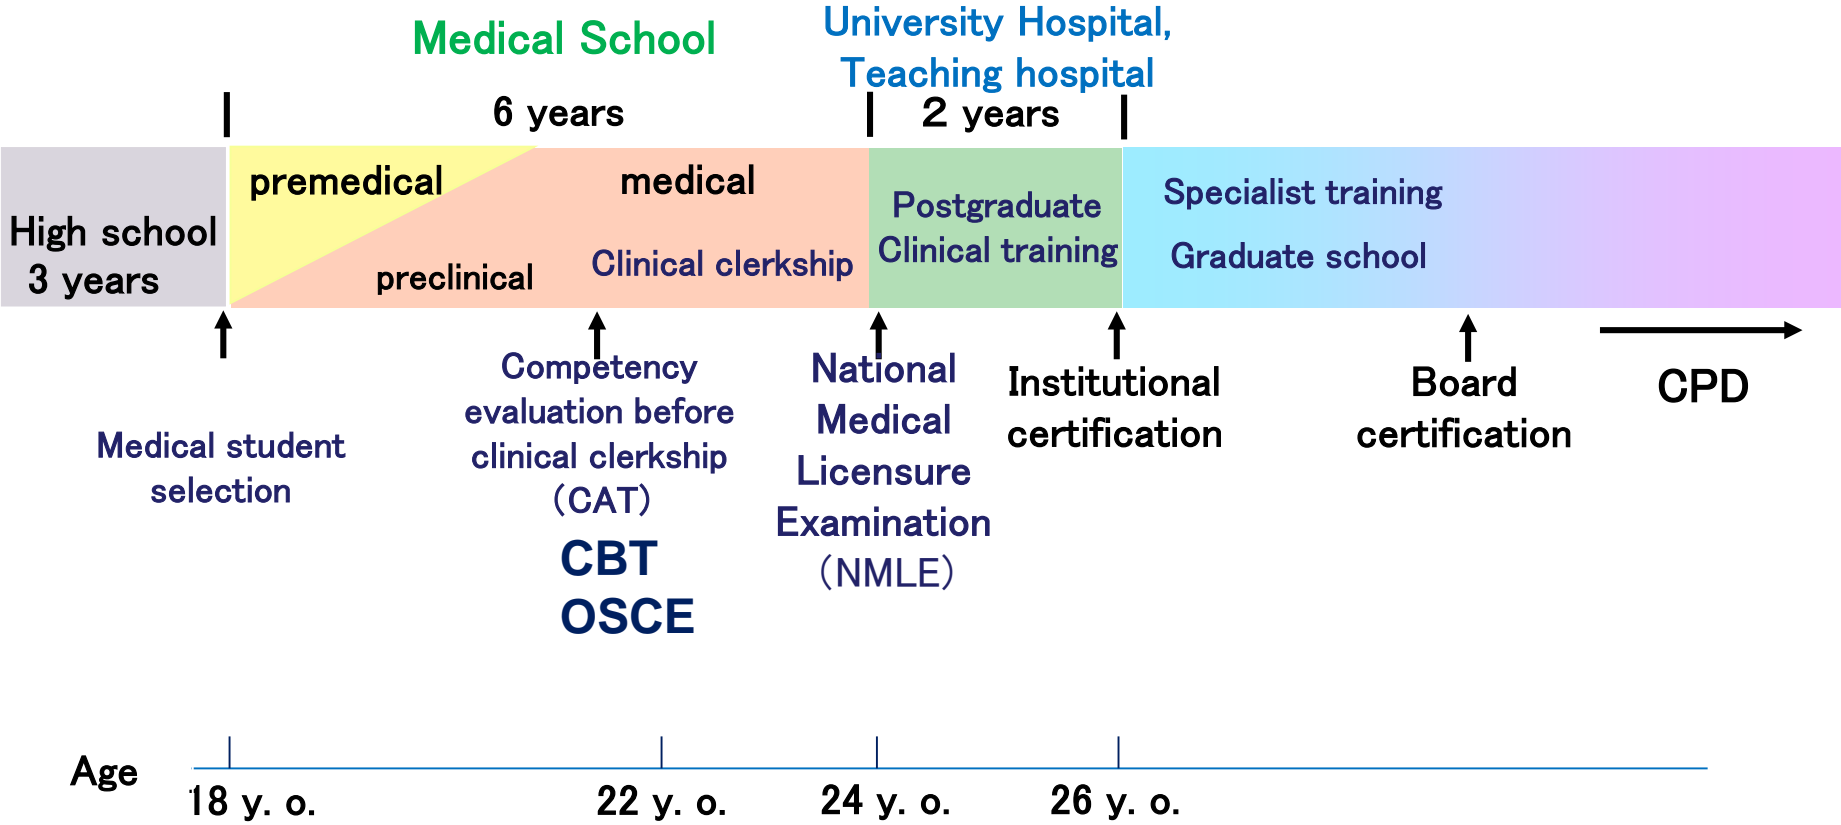 Medical School
University Hospital,
Teaching hospital
6 years
2 years
High school
3 years
premedical
medical
preclinical
Clinical clerkship
Postgraduate
Clinical training
Specialist training
Graduate school
Medical student
selection
Competency
evaluation before
clinical clerkship
(CAT)
CBT
OSCE
National
Medical
Licensure
Examination
(NMLE)
Institutional
certification
Board
certification
CPD
Age
18 y. o.
22 y. o.
24 y. o.
26 y. o.